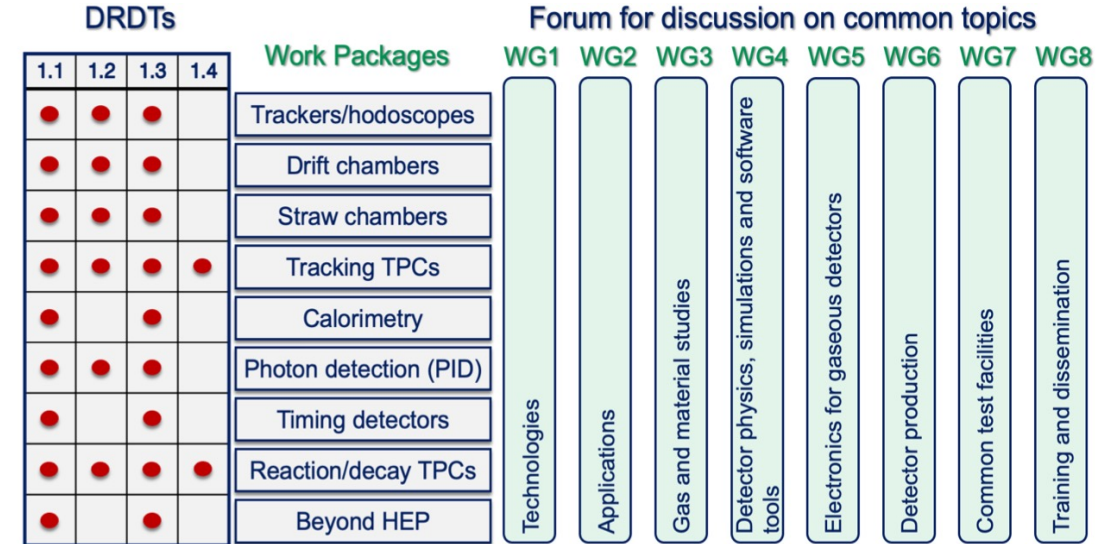 DRDTs
Forum for discussion on common topics
Work Packages
WG1 WG2 WG3 WG4 WG5 WG6 WG7 WG8
1.1 1.2 1.3 1.4
Trackers/hodoscopes
Drift chambers
Straw chambers
Tracking TPCs
Calorimetry
Photon detection (PID)
Timing detectors
Reaction/decay TPCs
Beyond HEP
Technologies
Applications
Gas and material studies
Detector physics, simulations and software
tools
Electronics for gaseous detectors
Detector production
Common test facilities
Training and dissemination